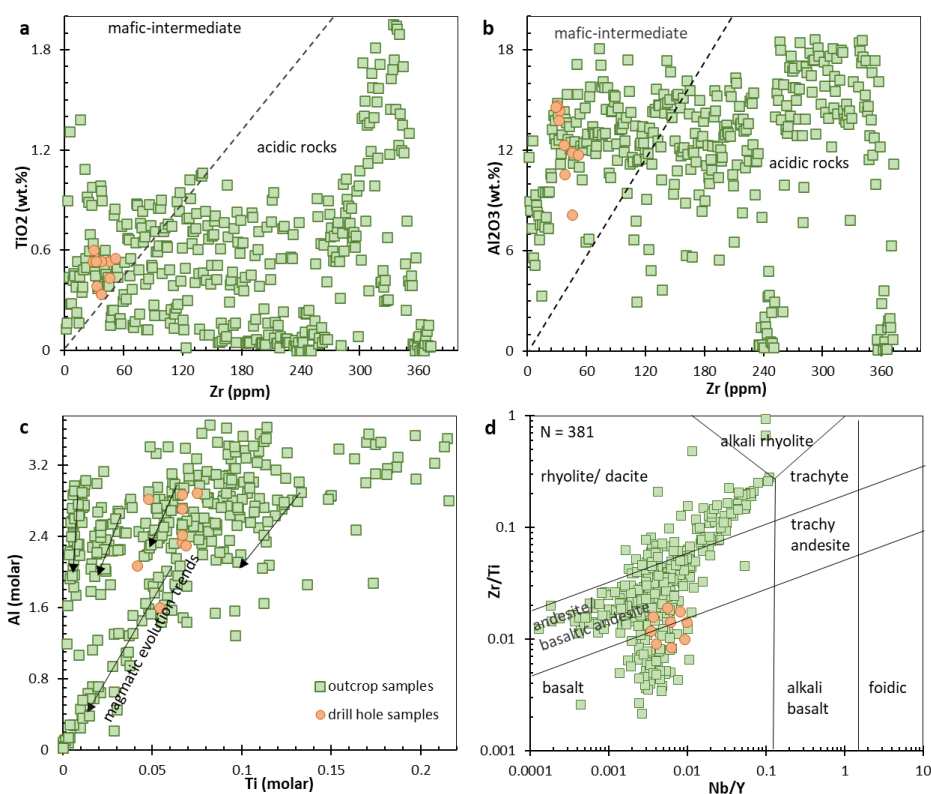 a
mafic-intermediate
acidic rocks
TiO2 (wt.%)
1.8
1.2
0.6
0
0 60 120 180 240 300 360
Zr (ppm)
b
mafic-intermediate
acidic rocks
Al2O3 (wt.%)
18
12
6
0
0 60 120 180 240 300 360
Zr (ppm)
c
Al (molar)
3.2
2.4
1.6
0.8
0
magmatic evolution trends
outcrop samples
drill hole samples
0 0.05 0.1 0.15 0.2
Ti (molar)
d
N = 381
alkali rhyolite
rhyolite/ dacite
trachyte
trachy
andesite
andesite/
basaltic andesite
basalt
alkali
basalt
foidic
Zr/Ti
1
0.1
0.01
0.001
0.0001 0.001 0.01 0.1 1 10
Nb/Y